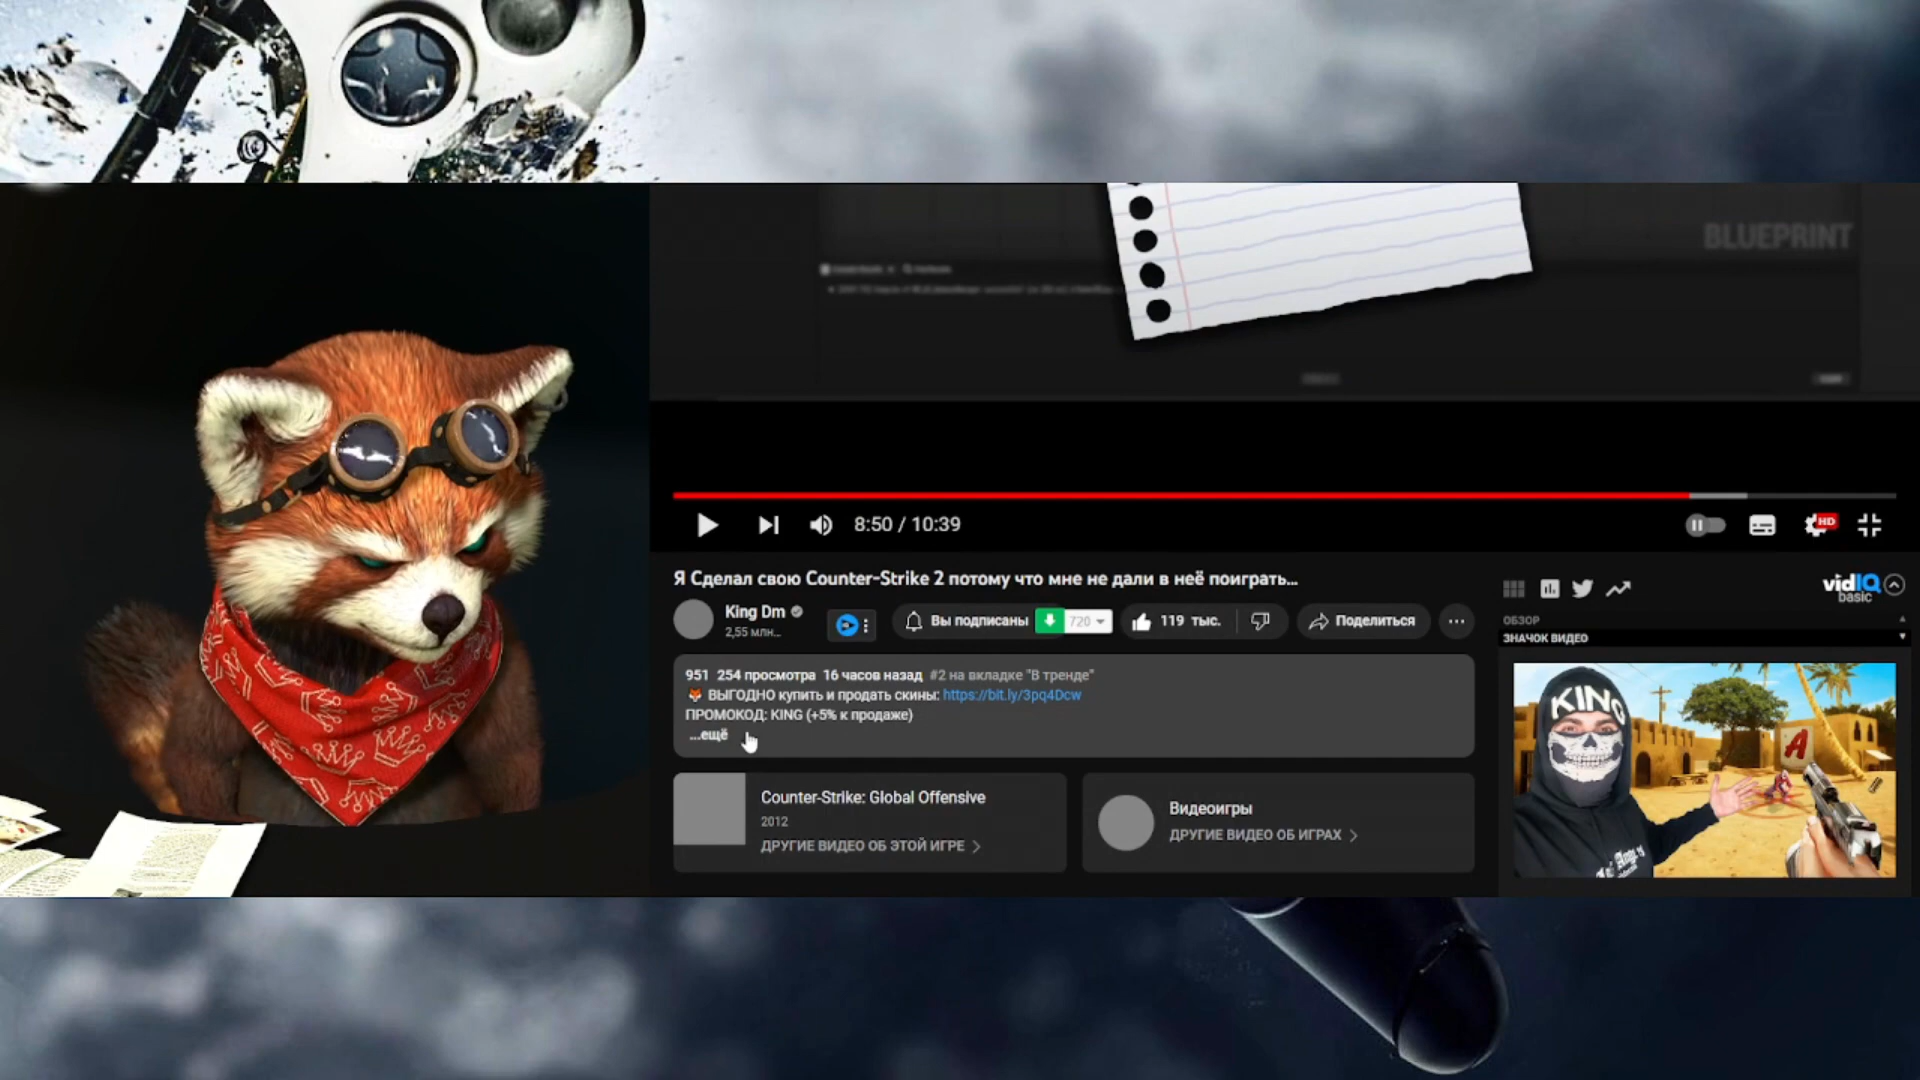 BLUEPRINT
8:50 / 10:39
HD
Я Сделал свою Counter-Strike 2 потому что мне не дали в неё поиграть...
King Dm
2,55 млн...
Вы подписаны
720
119 тыс.
Поделиться
951 254 просмотра 16 часов назад #2 на вкладке "В тренде"
ВЫГОДНО купить и продать скины: https://bit.ly/3pq4Dcw
ПРОМОКОД: KING (+5% к продаже)
...ещё
Counter-Strike: Global Offensive
2012
ДРУГИЕ ВИДЕО ОБ ЭТОЙ ИГРЕ
Видеоигры
ДРУГИЕ ВИДЕО ОБ ИГРАХ
vidIQ
basic
ОБЗОР
ЗНАЧОК ВИДЕО
KING
A